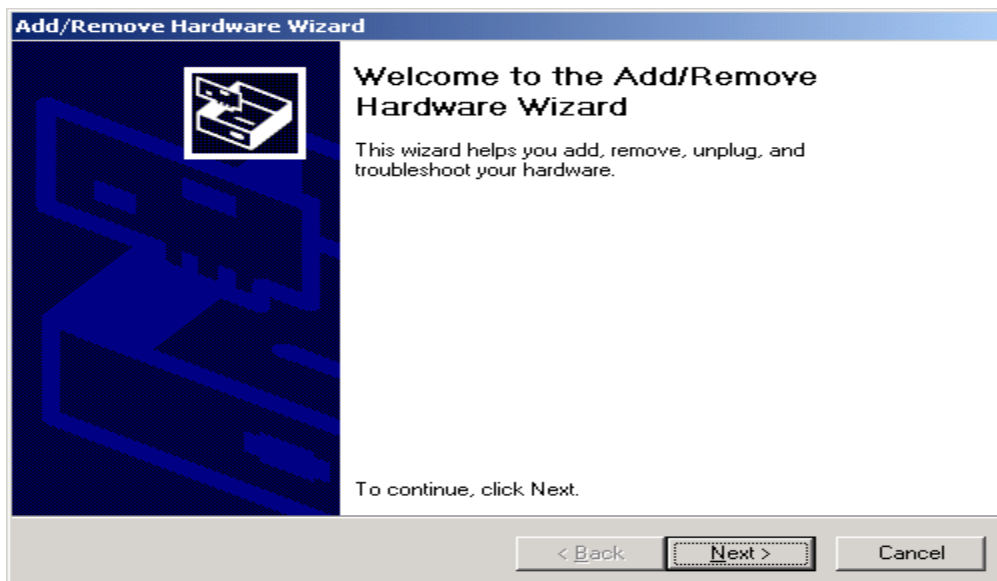 Add/Remove Hardware Wizard
Welcome to the Add/Remove
Hardware Wizard
This wizard helps you add, remove, unplug, and
troubleshoot your hardware.
To continue, click Next.
< Back
Next >
Cancel